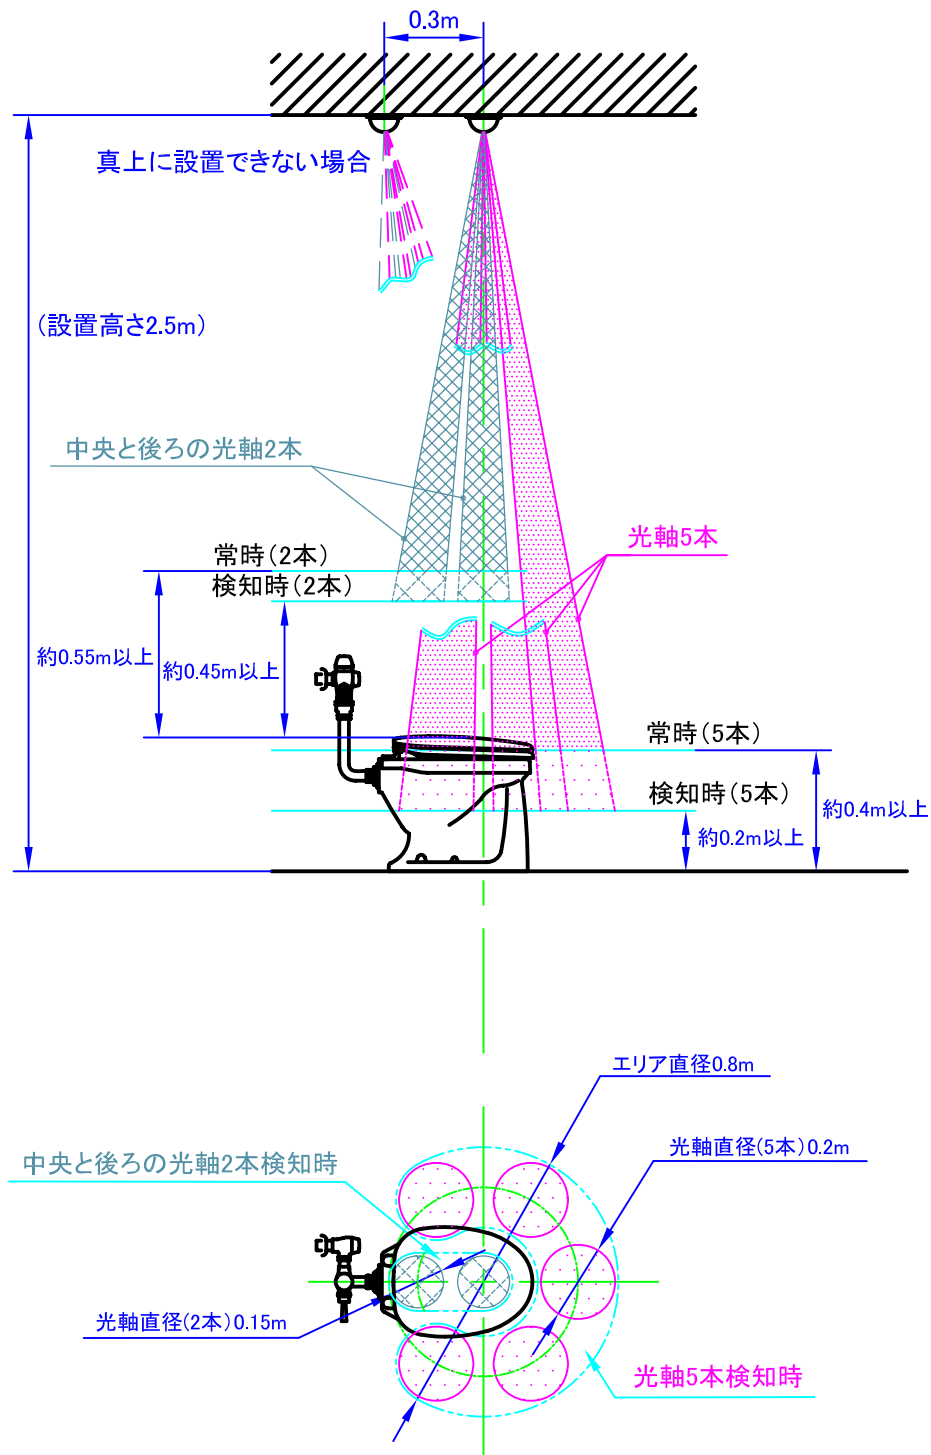 0.3m
真上に設置できない場合
(設置高さ2.5m)
中央と後ろの光軸2本
光軸5本
常時(2本)
検知時(2本)
約0.55m以上
約0.45m以上
常時(5本)
検知時(5本)
約0.4m以上
約0.2m以上
エリア直径0.8m
光軸直径(5本)0.2m
中央と後ろの光軸2本検知時
光軸直径(2本)0.15m
光軸5本検知時